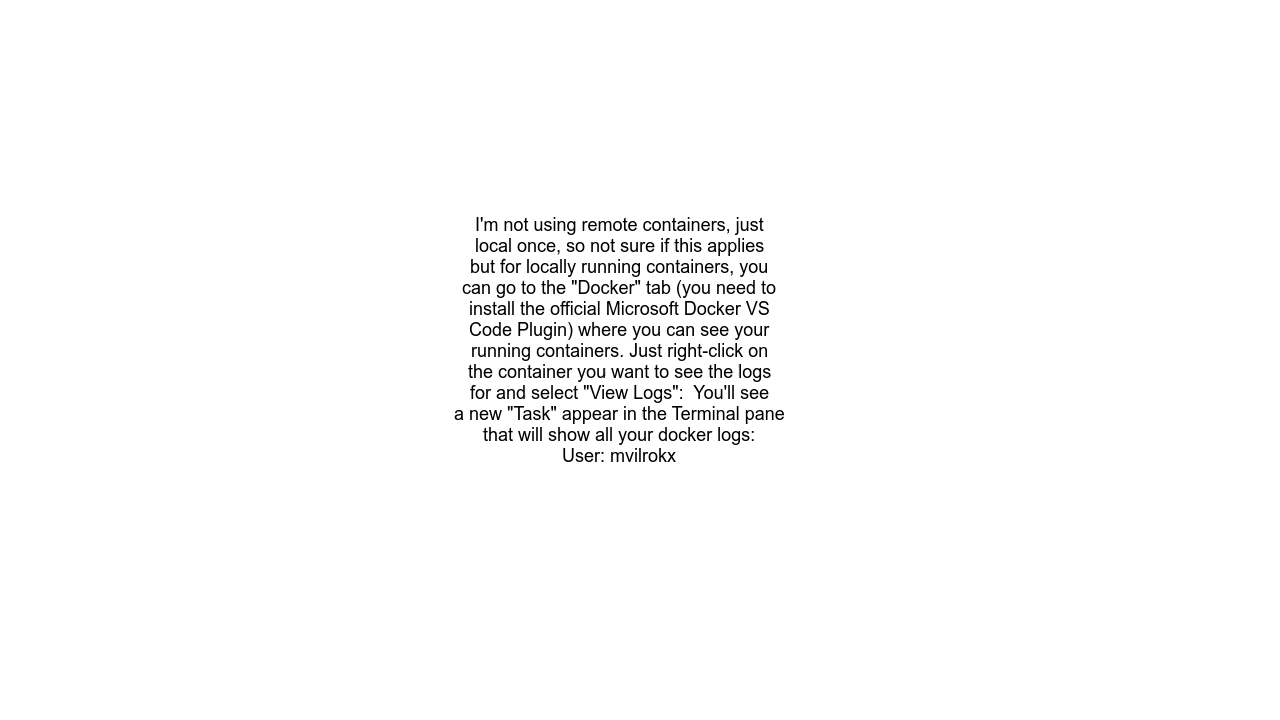 I'm not using remote containers, just
local once, so not sure if this applies
but for locally running containers, you
can go to the "Docker" tab (you need to
install the official Microsoft Docker VS
Code Plugin) where you can see your
running containers. Just right-click on
the container you want to see the logs
for and select "View Logs":  You'll see
a new "Task" appear in the Terminal pane
that will show all your docker logs:
User: mvilrokx